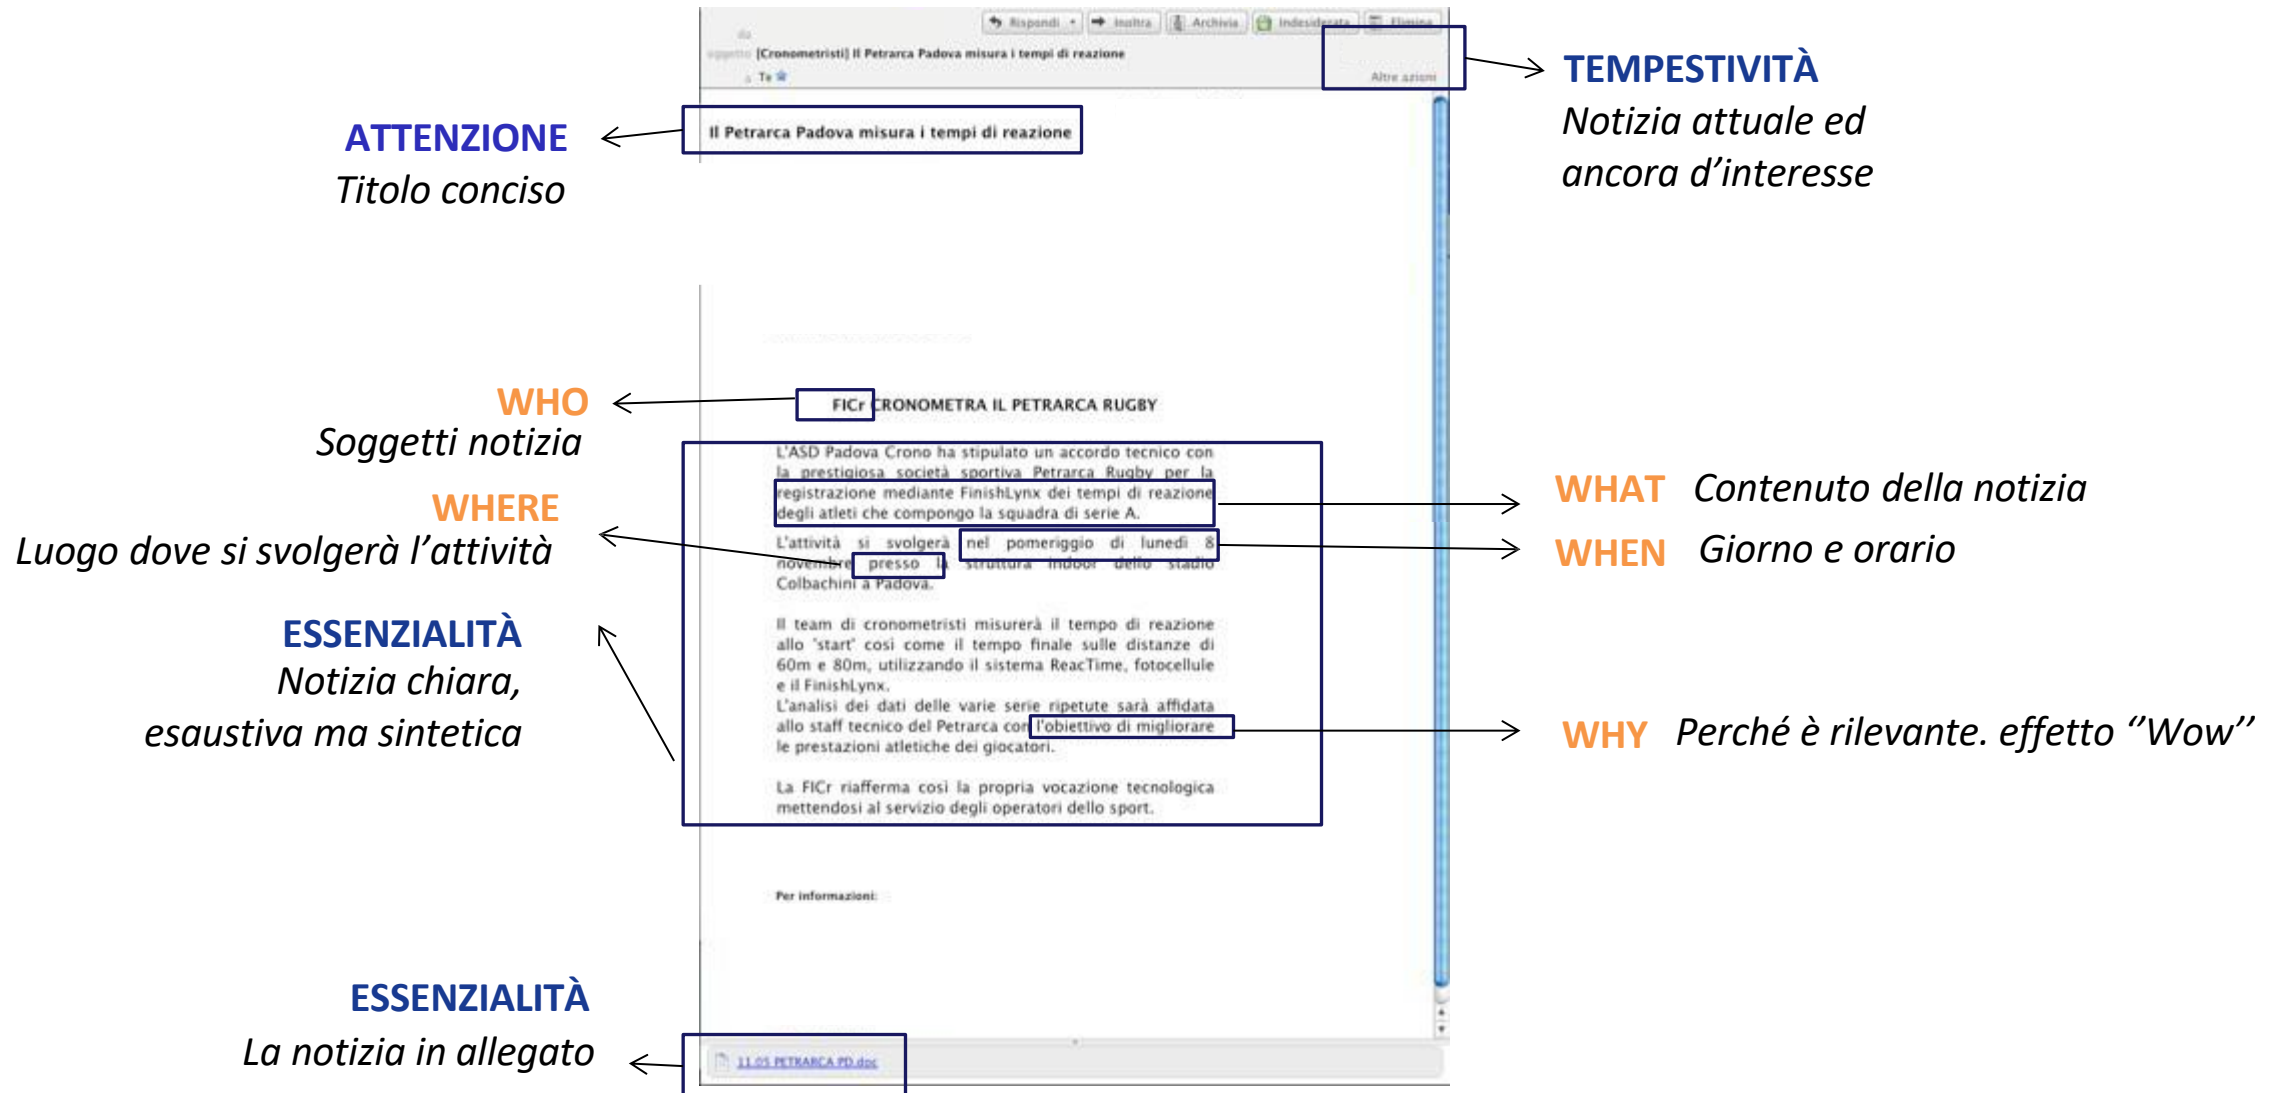 Rispondi
Inoltra
Archivia
Indesiderata
Elimina
da
oggetto [Cronometristi] Il Petrarca Padova misura i tempi di reazione
a Te
Altre azioni
TEMPESTIVITÀ
Notizia attuale ed
ancora d’interesse
ATTENZIONE
Titolo conciso
Il Petrarca Padova misura i tempi di reazione
WHO
Soggetti notizia
FICr CRONOMETRA IL PETRARCA RUGBY
WHERE
Luogo dove si svolgerà l’attività
L'ASD Padova Crono ha stipulato un accordo tecnico con
la prestigiosa società sportiva Petrarca Rugby per la
registrazione mediante FinishLynx dei tempi di reazione
degli atleti che compongo la squadra di serie A.
L'attività si svolgerà nel pomeriggio di lunedì 8
novembre presso la struttura indoor dello stadio
Colbachini a Padova.
WHAT Contenuto della notizia
WHEN Giorno e orario
ESSENZIALITÀ
Notizia chiara,
esaustiva ma sintetica
Il team di cronometristi misurerà il tempo di reazione
allo "start" così come il tempo finale sulle distanze di
60m e 80m, utilizzando il sistema ReacTime, fotocellule
e il FinishLynx.
L'analisi dei dati delle varie serie ripetute sarà affidata
allo staff tecnico del Petrarca con l'obiettivo di migliorare
le prestazioni atletiche dei giocatori.
WHY Perché è rilevante. effetto ‘’Wow’’
La FICr riafferma così la propria vocazione tecnologica
mettendosi al servizio degli operatori dello sport.
Per informazioni:
ESSENZIALITÀ
La notizia in allegato
11.05 PETRARCA PD.doc